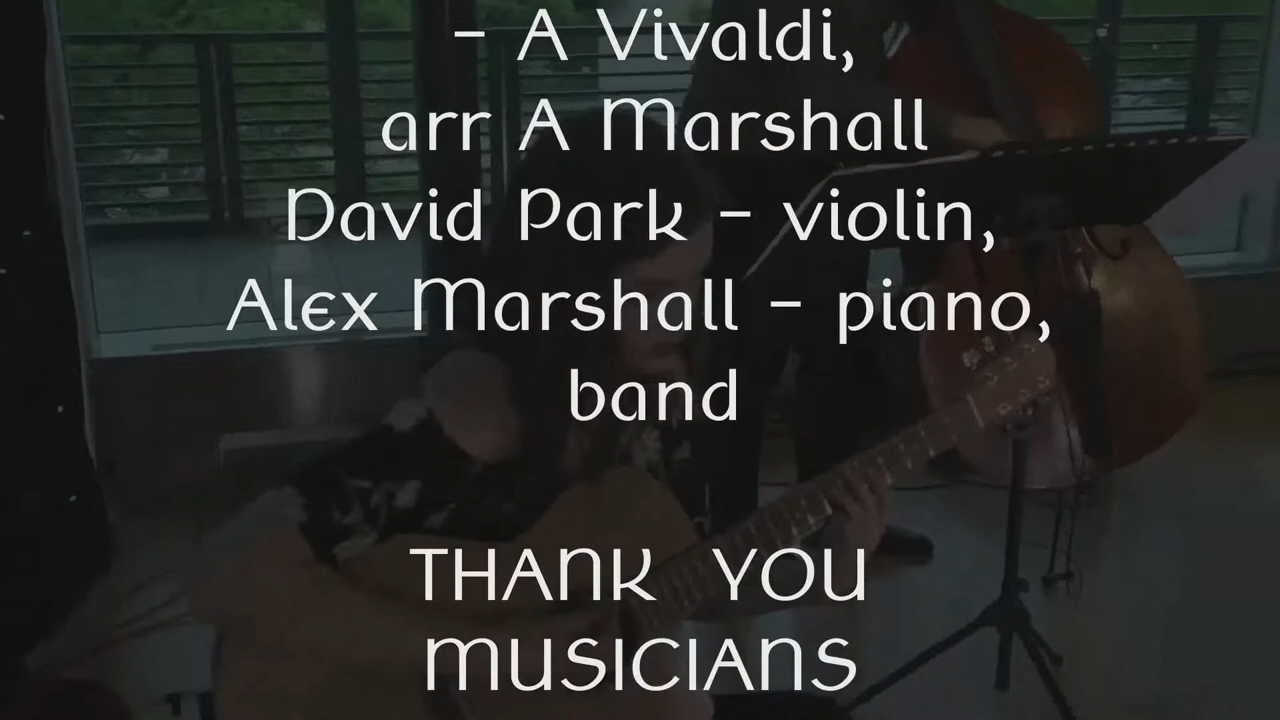 - A Vivaldi,
arr A Marshall
David Park - violin,
Alex Marshall - piano,
band
THANK YOU
MUSICIANS